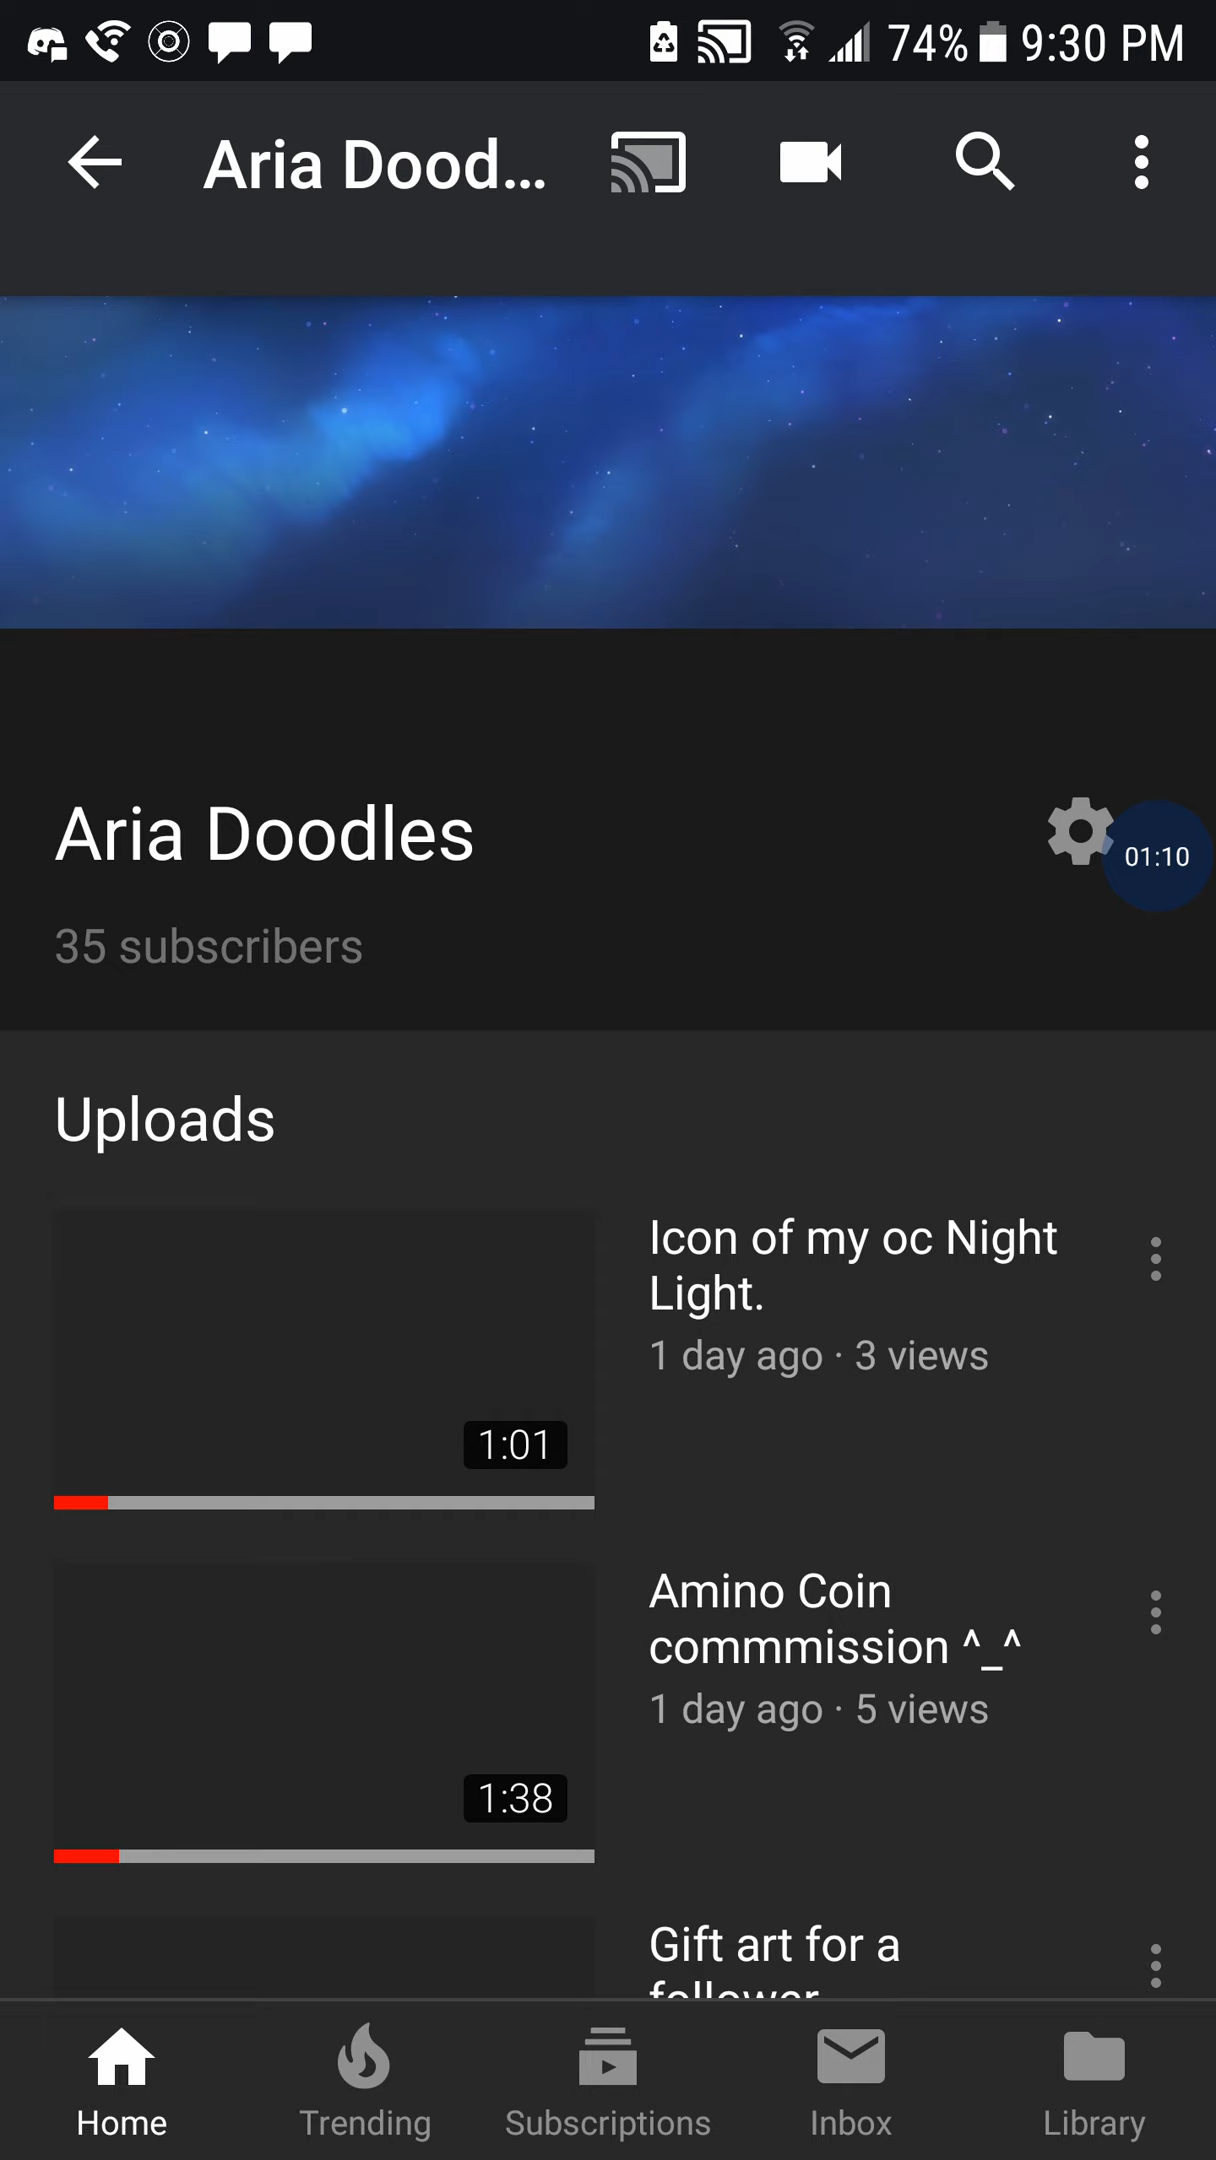 74% 9:30 PM
Aria Dood...
Aria Doodles
01:10
35 subscribers
Uploads
Icon of my oc Night
Light.
1 day ago · 3 views
1:01
Amino Coin
commmission ^_^
1 day ago · 5 views
1:38
Gift art for a
follower
Home Trending Subscriptions Inbox Library